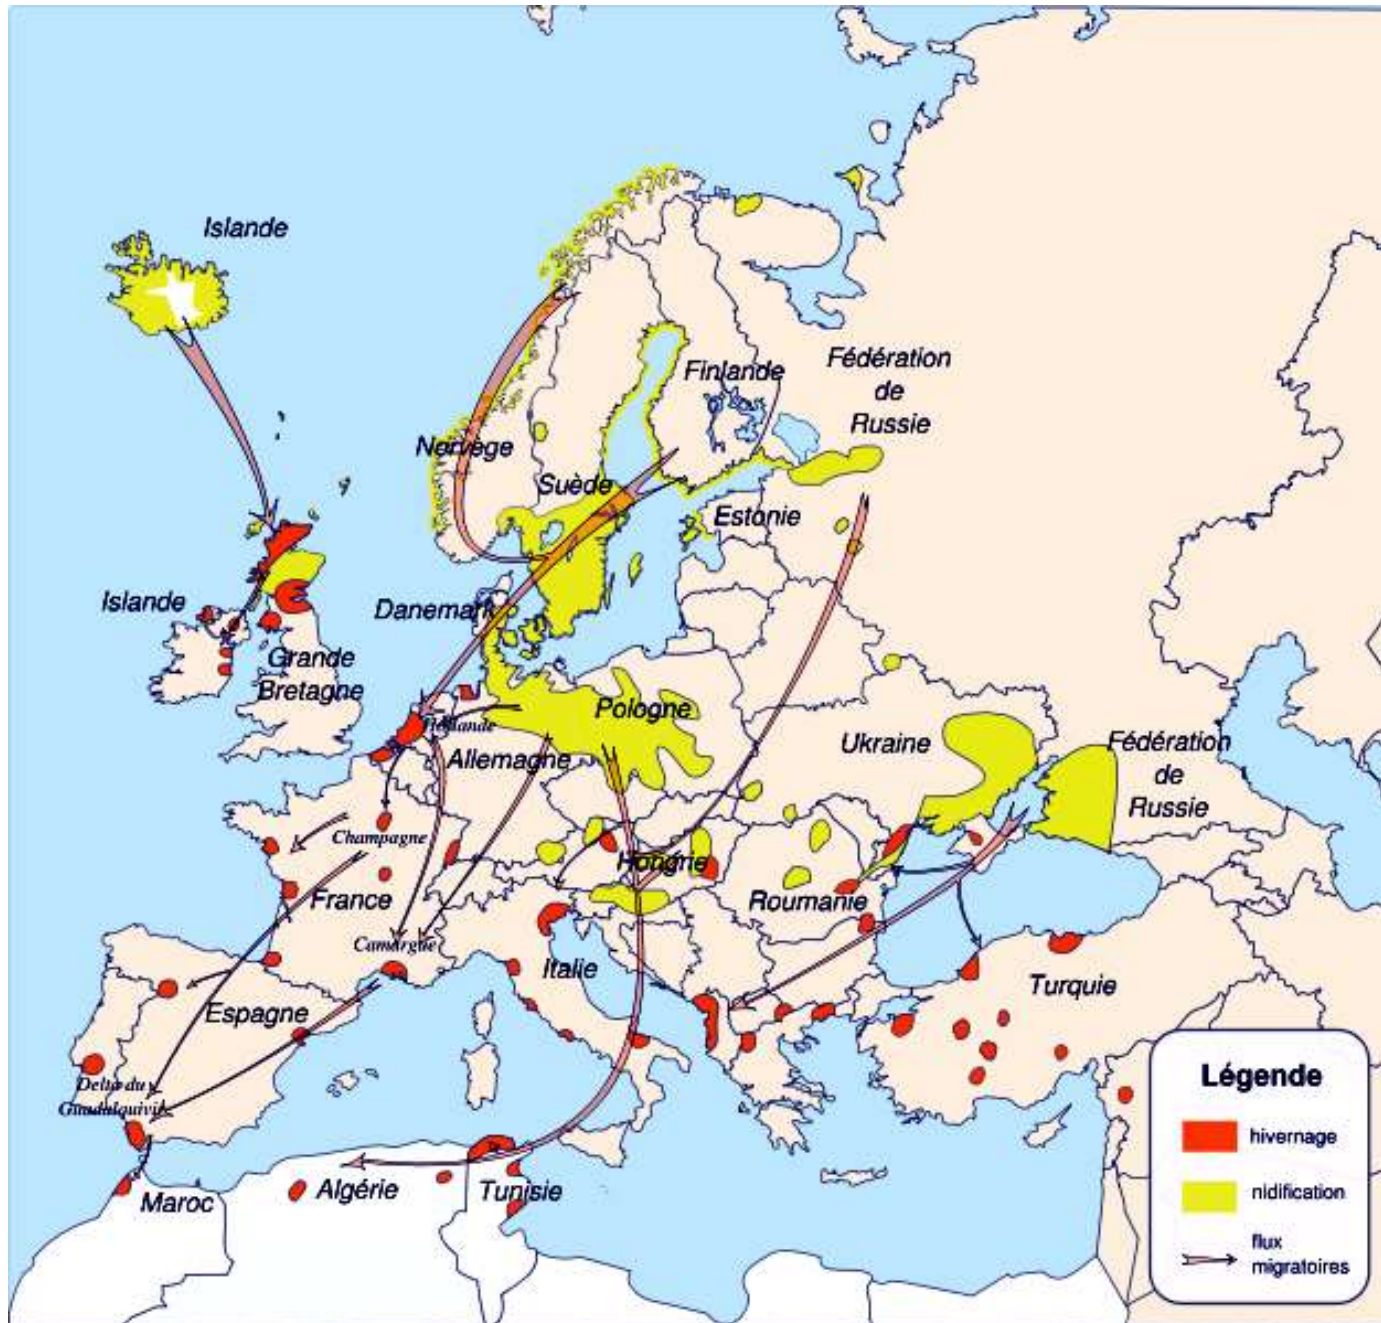 Islande
Finlande
Fédération
de
Russie
Norvège
Suède
Estonie
Islande
Danemark
Grande
Bretagne
Hollande
Pologne
Allemagne
Ukraine
Fédération
de
Russie
Champagne
Hongrie
France
Roumanie
Camargue
Italie
Espagne
Turquie
Delta du
Guadalquivir
Maroc
Algérie
Tunisie
Légende
hivernage
nidification
flux
migratoires